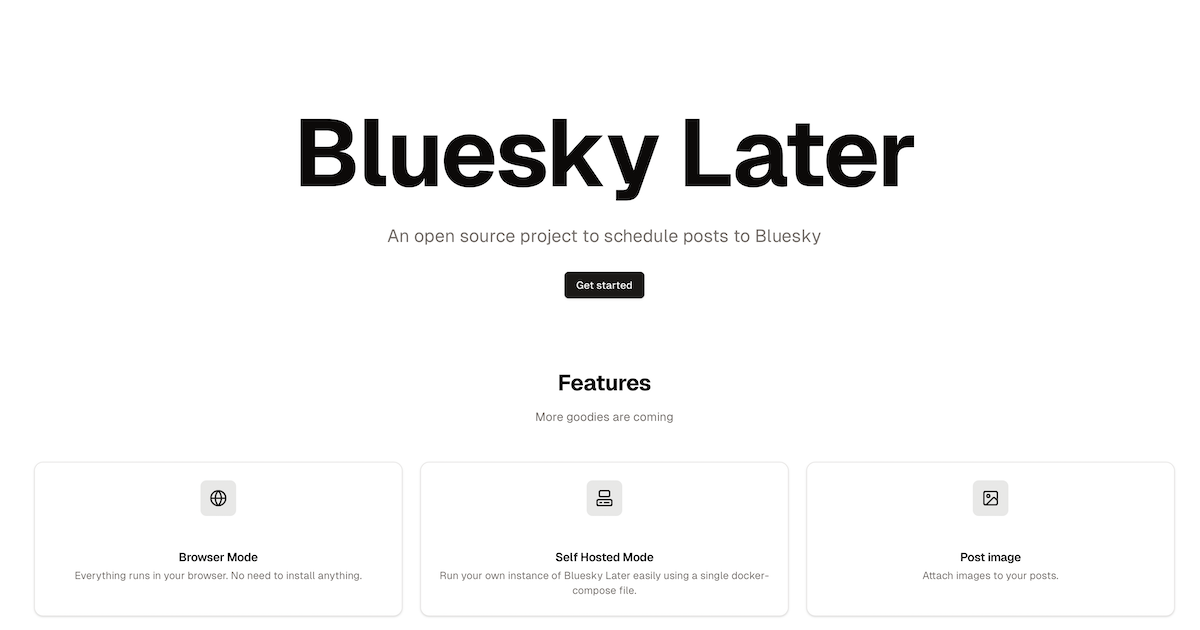 Bluesky Later
An open source project to schedule posts to Bluesky
Get started
Features
More goodies are coming
Browser Mode
Everything runs in your browser. No need to install anything.
Self Hosted Mode
Run your own instance of Bluesky Later easily using a single docker-
compose file.
Post image
Attach images to your posts.